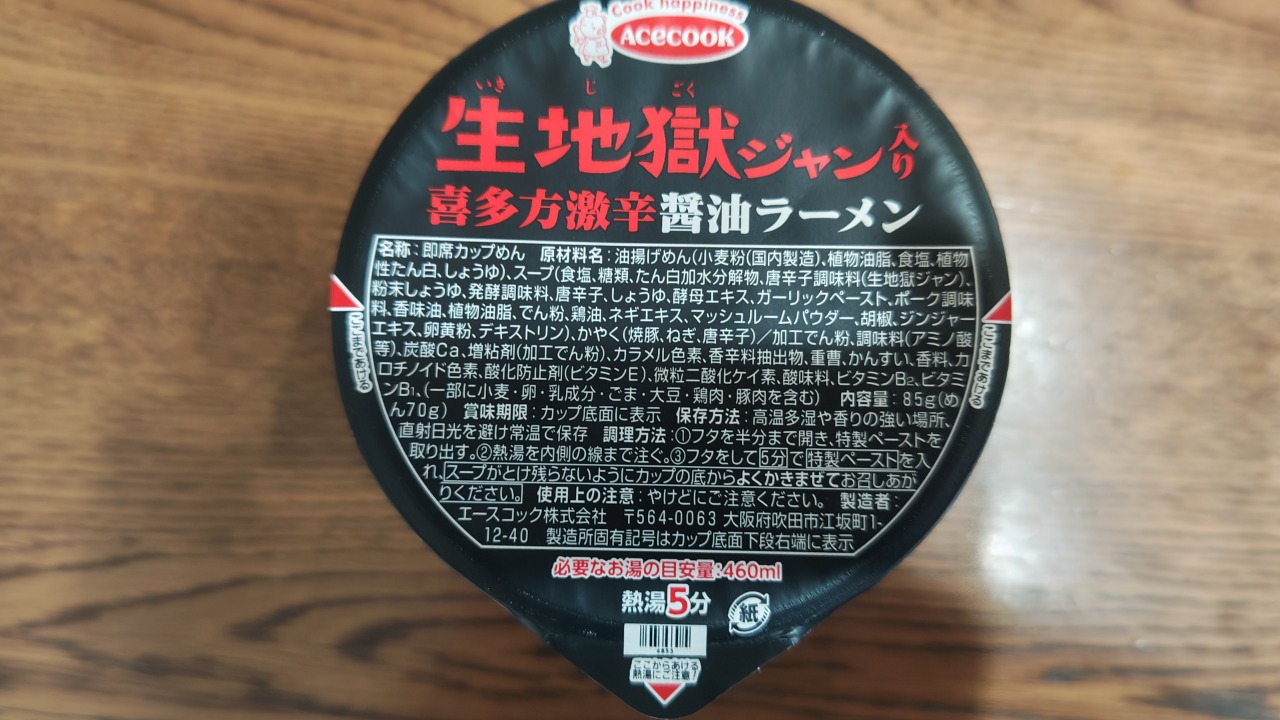 Cook happiness
ACECOOK
いき じ ごく
生地獄ジャン入り
喜多方激辛醤油ラーメン
名称：即席カップめん　原材料名：油揚げめん(小麦粉(国内製造)、植物油脂、食塩、植物
性たん白、しょうゆ)、スープ(食塩、糖類、たん白加水分解物、唐辛子調味料(生地獄ジャン)、
粉末しょうゆ、発酵調味料、唐辛子、しょうゆ、酵母エキス、ガーリックペースト、ポーク調味
料、香味油、植物油脂、でん粉、鶏油、ネギエキス、マッシュルームパウダー、胡椒、ジンジャー
エキス、卵黄粉、デキストリン)、かやく(焼豚、ねぎ、唐辛子)／加工でん粉、調味料(アミノ酸
等)、炭酸Ca、増粘剤(加工でん粉)、カラメル色素、香辛料抽出物、重曹、かんすい、香料、カ
ロチノイド色素、酸化防止剤(ビタミンE)、微粒二酸化ケイ素、酸味料、ビタミンB₂、ビタミ
ンB₁、(一部に小麦・卵・乳成分・ごま・大豆・鶏肉・豚肉を含む)　内容量：85g(め
ん70g)　賞味期限：カップ底面に表示　保存方法：高温多湿や香りの強い場所、
直射日光を避け常温で保存　調理方法：①フタを半分まで開き、特製ペーストを
取り出す。②熱湯を内側の線まで注ぐ。③フタをして5分で特製ペーストを入
れ、スープがとけ残らないようにカップの底からよくかきまぜてお召しあが
りください。　使用上の注意：やけどにご注意ください。　製造者：
エースコック株式会社　〒564-0063 大阪府吹田市江坂町1-
12-40　製造所固有記号はカップ底面下段右端に表示
ここまであける
ここまであける
必要なお湯の目安量：460ml
熱湯5分
紙
4853
ここからあける
熱湯にご注意！